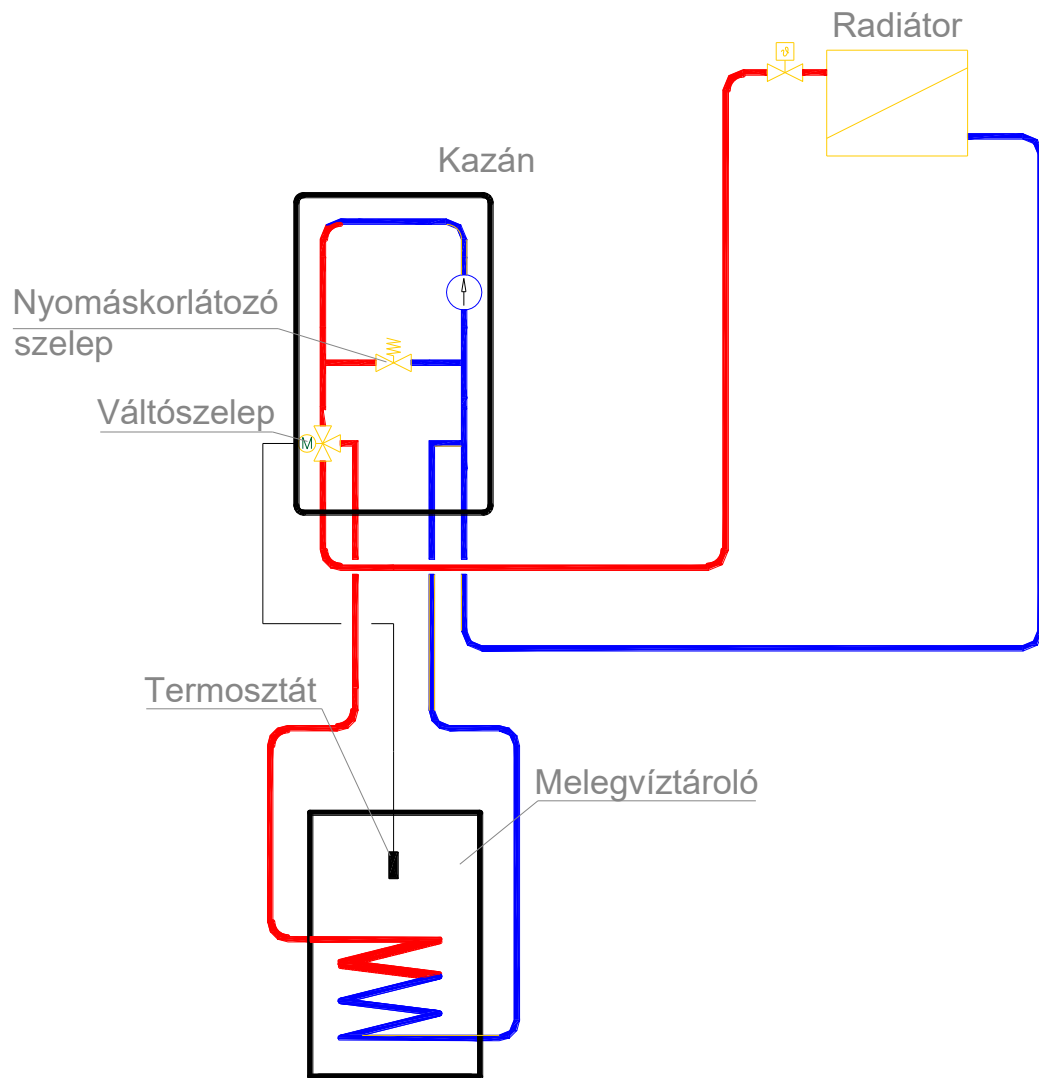 Radiátor
ϑ
Kazán
Nyomáskorlátozó
szelep
Váltószelep
M
Termosztát
Melegvíztároló